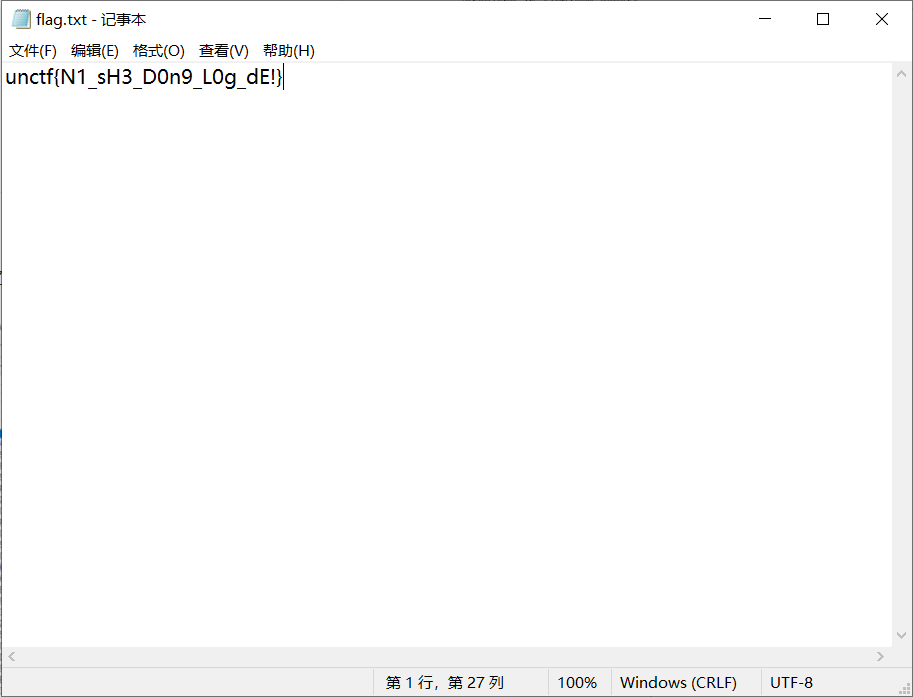 flag.txt - 记事本
文件(F) 编辑(E) 格式(O) 查看(V) 帮助(H)
unctf{N1_sH3_D0n9_L0g_dE!}
第 1 行，第 27 列 100% Windows (CRLF) UTF-8